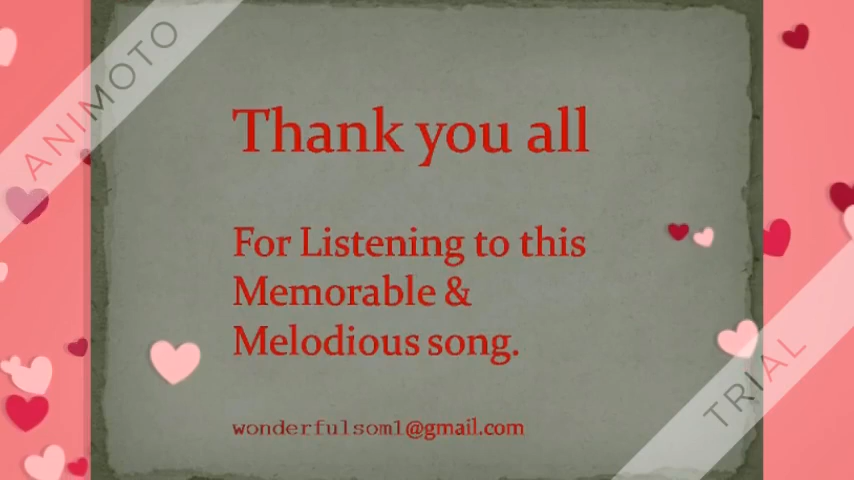 ANIMOTO
Thank you all
For Listening to this
Memorable &
Melodious song.
wonderfulsom1@gmail.com
TRIAL